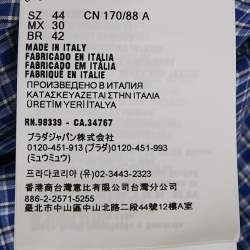 SZ 44 CN 170/88 A
MX 30
BR 42
MADE IN ITALY
FABRICADO EN ITALIA
FABRICADO EM ITÁLIA
FABRIQUÉ EN ITALIE
ПРОИЗВЕДЕНО В ИТАЛИЯ
ΚΑΤΑΣΚΕΥΑΖΕΤΑΙ ΣΤΗΝ ΙΤΑΛΙΑ
ÜRETİM YERİ İTALYA
RN.98339 - CA.34767
プラダジャパン株式会社
0120-451-913 (プラダ) 0120-451-993
(ミュウミュウ)
프라다코리아 (유) 02-3443-2323
香港商台灣意比有限公司台灣分公司
886-2-2571-5255
臺北市中山區中山北路二段44號12樓A室